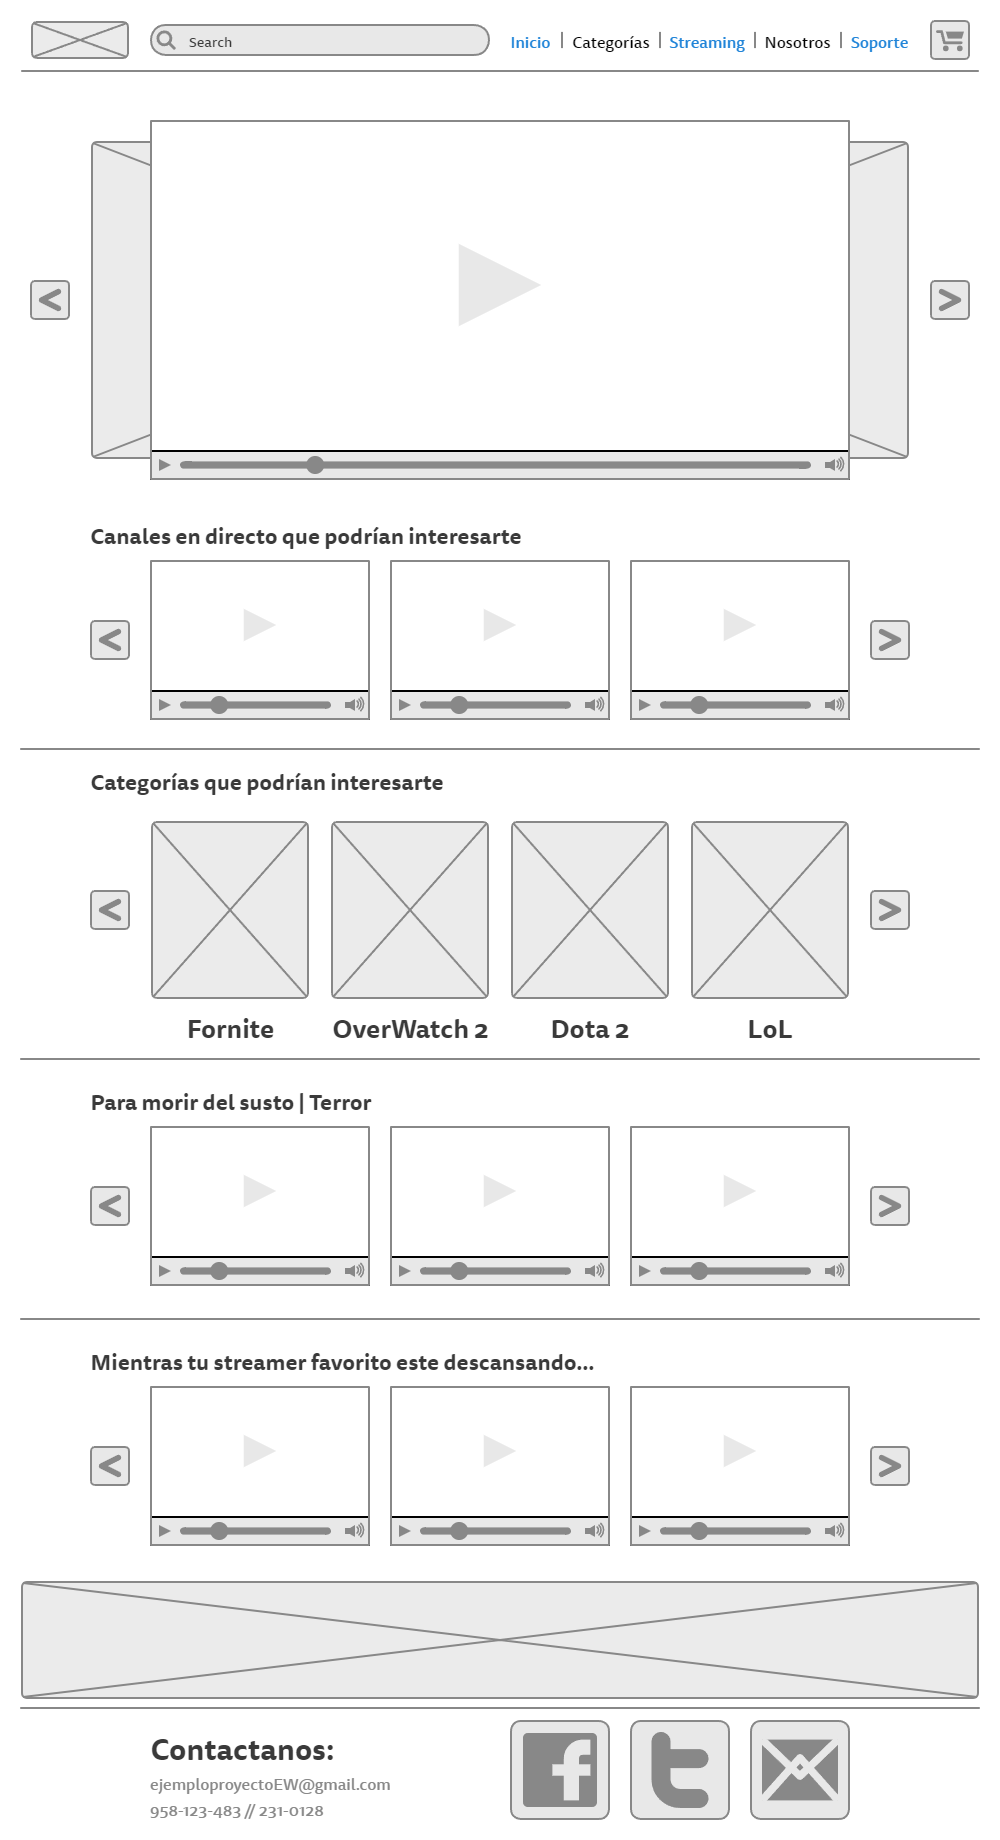 Search
Inicio | Categorías | Streaming | Nosotros | Soporte
Canales en directo que podrían interesarte
Categorías que podrían interesarte
Fornite OverWatch 2 Dota 2 LoL
Para morir del susto | Terror
Mientras tu streamer favorito este descansando...
Contactanos:
ejemploproyectoEW@gmail.com
958-123-483 // 231-0128